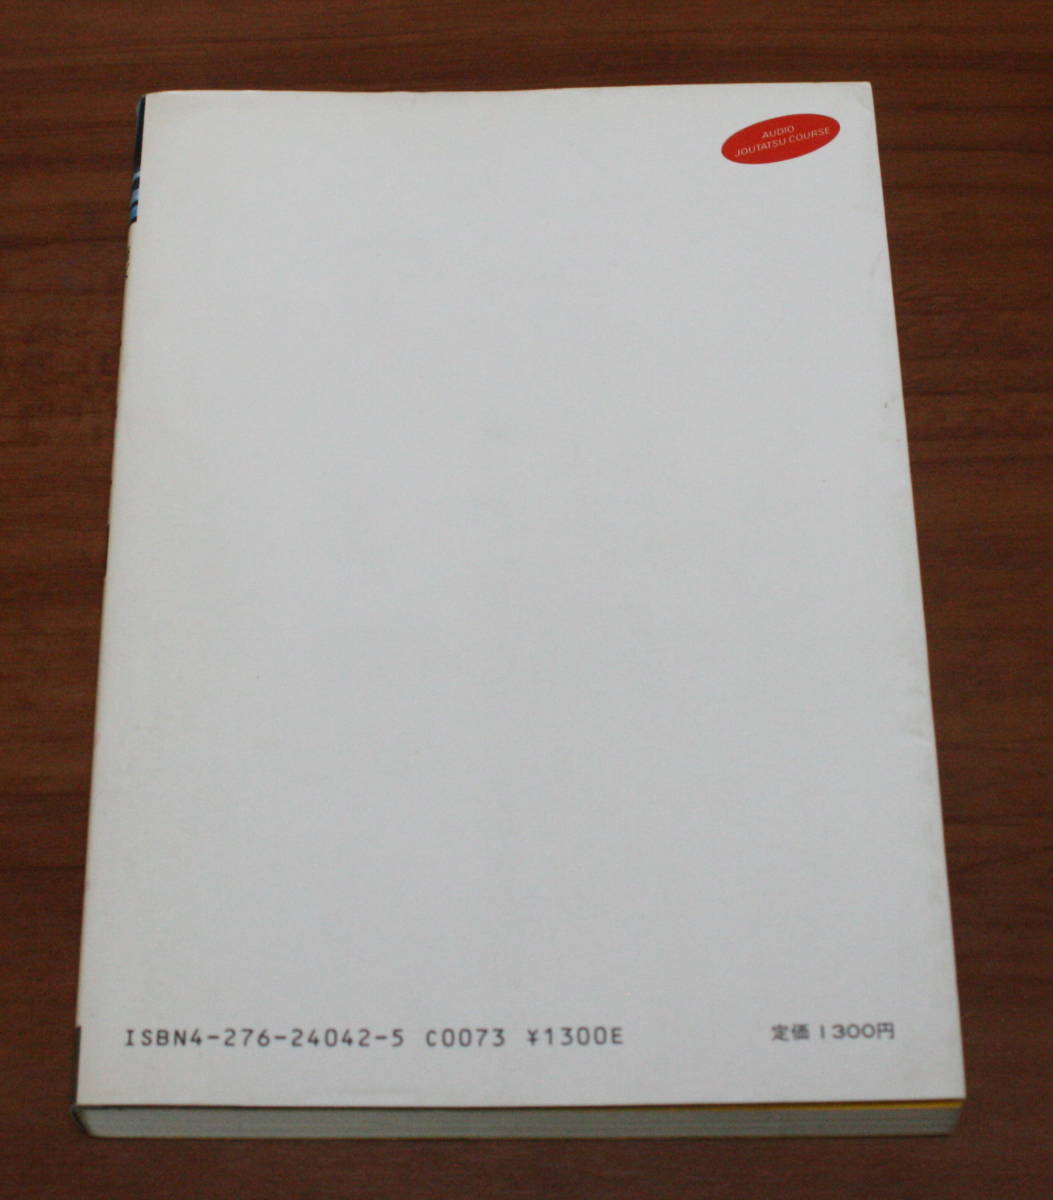 AUDIO
JOUTATSU COURSE
ISBN4-276-24042-5 C0073 ¥1300E
定価1300円